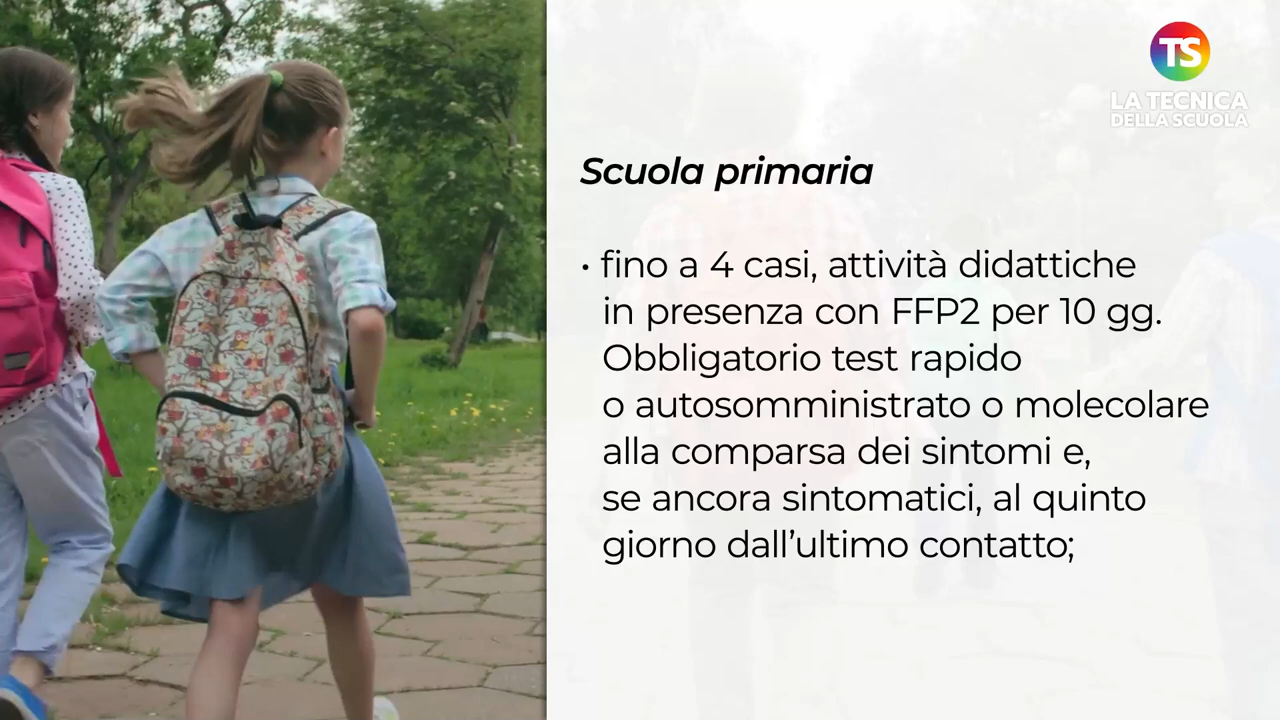 TS
LA TECNICA
DELLA SCUOLA
Scuola primaria
• fino a 4 casi, attività didattiche
in presenza con FFP2 per 10 gg.
Obbligatorio test rapido
o autosomministrato o molecolare
alla comparsa dei sintomi e,
se ancora sintomatici, al quinto
giorno dall’ultimo contatto;